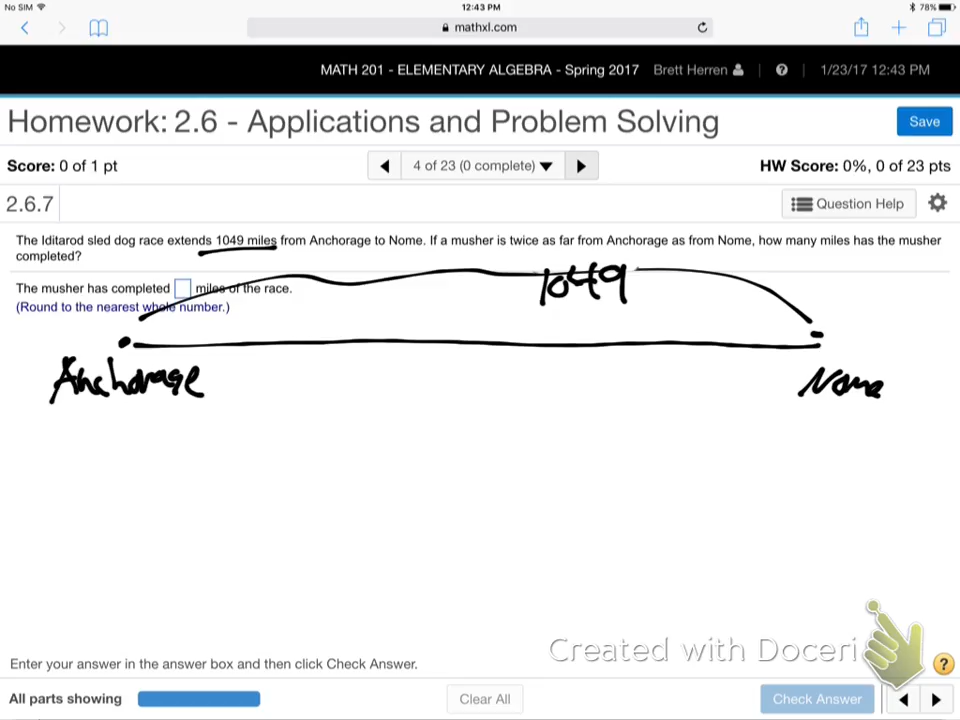 No SIM 12:43 PM 78%
mathxl.com
MATH 201 - ELEMENTARY ALGEBRA - Spring 2017 Brett Herren ? 1/23/17 12:43 PM
Homework: 2.6 - Applications and Problem Solving Save
Score: 0 of 1 pt 4 of 23 (0 complete) HW Score: 0%, 0 of 23 pts
2.6.7 Question Help
The Iditarod sled dog race extends 1049 miles from Anchorage to Nome. If a musher is twice as far from Anchorage as from Nome, how many miles has the musher
completed?
1049
The musher has completed miles of the race.
(Round to the nearest whole number.)
Anchorage Nome
Created with Doceri
Enter your answer in the answer box and then click Check Answer. ?
All parts showing Clear All Check Answer